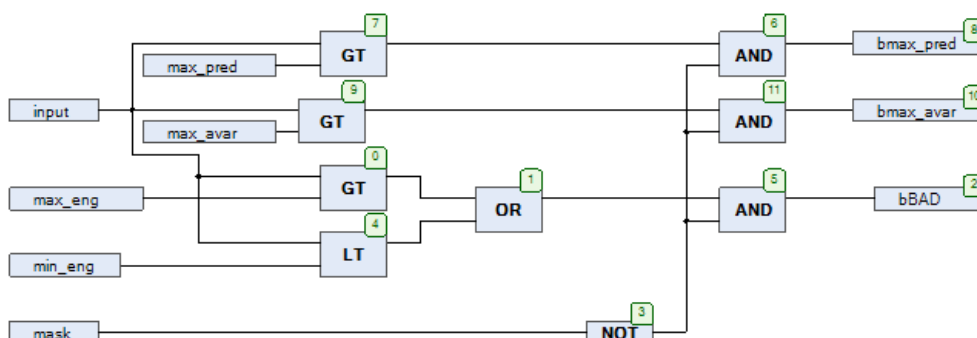 7
6
8
GT
AND
bmax_pred
max_pred
9
11
10
input
GT
AND
bmax_avar
max_avar
0
GT
1
5
2
max_eng
OR
AND
bBAD
4
LT
min_eng
3
mask
NOT